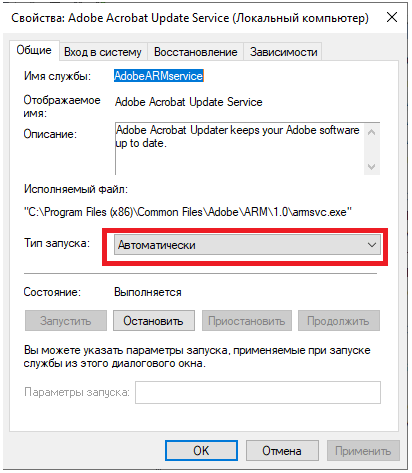 Свойства: Adobe Acrobat Update Service (Локальный компьютер)
Общие Вход в систему Восстановление Зависимости
Имя службы: AdobeARMservice
Отображаемое имя: Adobe Acrobat Update Service
Описание: Adobe Acrobat Updater keeps your Adobe software
up to date.
Исполняемый файл:
"C:\Program Files (x86)\Common Files\Adobe\ARM\1.0\armsvc.exe"
Тип запуска: Автоматически
Состояние: Выполняется
Запустить Остановить Приостановить Продолжить
Вы можете указать параметры запуска, применяемые при запуске
службы из этого диалогового окна.
Параметры запуска:
OK Отмена Применить